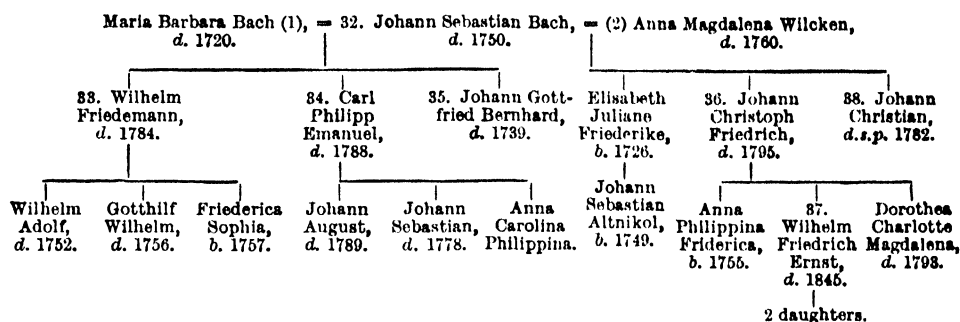 Maria Barbara Bach (1), = 32. Johann Sebastian Bach, = (2) Anna Magdalena Wilcken,
d. 1720. d. 1750. d. 1760.
33. Wilhelm
Friedemann,
d. 1784.
34. Carl
Philipp
Emanuel,
d. 1788.
35. Johann Gott-
fried Bernhard,
d. 1739.
Elisabeth
Juliane
Friederike,
b. 1726.
36. Johann
Christoph
Friedrich,
d. 1795.
38. Johann
Christian,
d.s.p. 1782.
Wilhelm
Adolf,
d. 1752.
Gotthilf
Wilhelm,
d. 1756.
Friederica
Sophia,
b. 1757.
Johann
August,
d. 1789.
Johann
Sebastian,
d. 1778.
Anna
Carolina
Philippina.
Johann
Sebastian
Altnikol,
b. 1749.
Anna
Philippina
Friderica,
b. 1755.
37.
Wilhelm
Friedrich
Ernst,
d. 1845.
Dorothea
Charlotte
Magdalena,
d. 1793.
2 daughters.